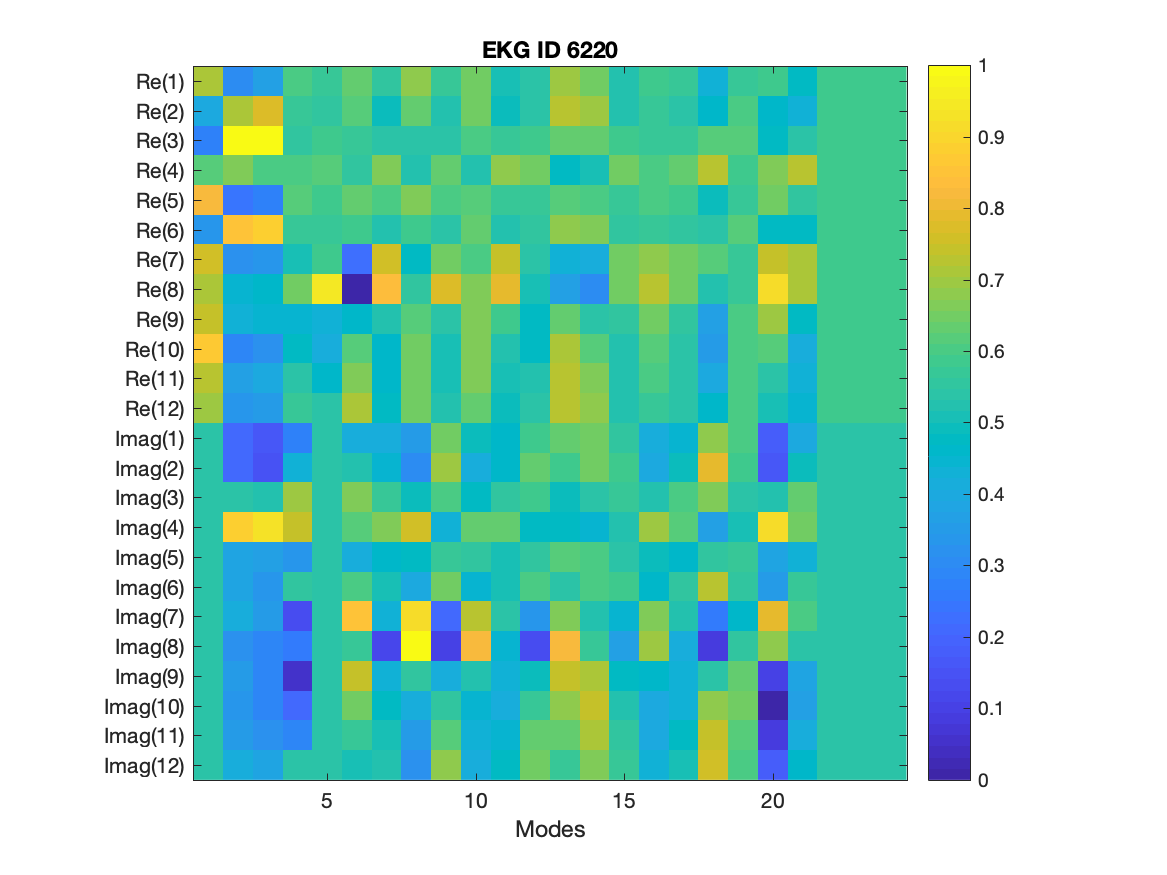 EKG ID 6220
Re(1)
Re(2)
Re(3)
Re(4)
Re(5)
Re(6)
Re(7)
Re(8)
Re(9)
Re(10)
Re(11)
Re(12)
Imag(1)
Imag(2)
Imag(3)
Imag(4)
Imag(5)
Imag(6)
Imag(7)
Imag(8)
Imag(9)
Imag(10)
Imag(11)
Imag(12)
5 10 15 20
Modes
1
0.9
0.8
0.7
0.6
0.5
0.4
0.3
0.2
0.1
0